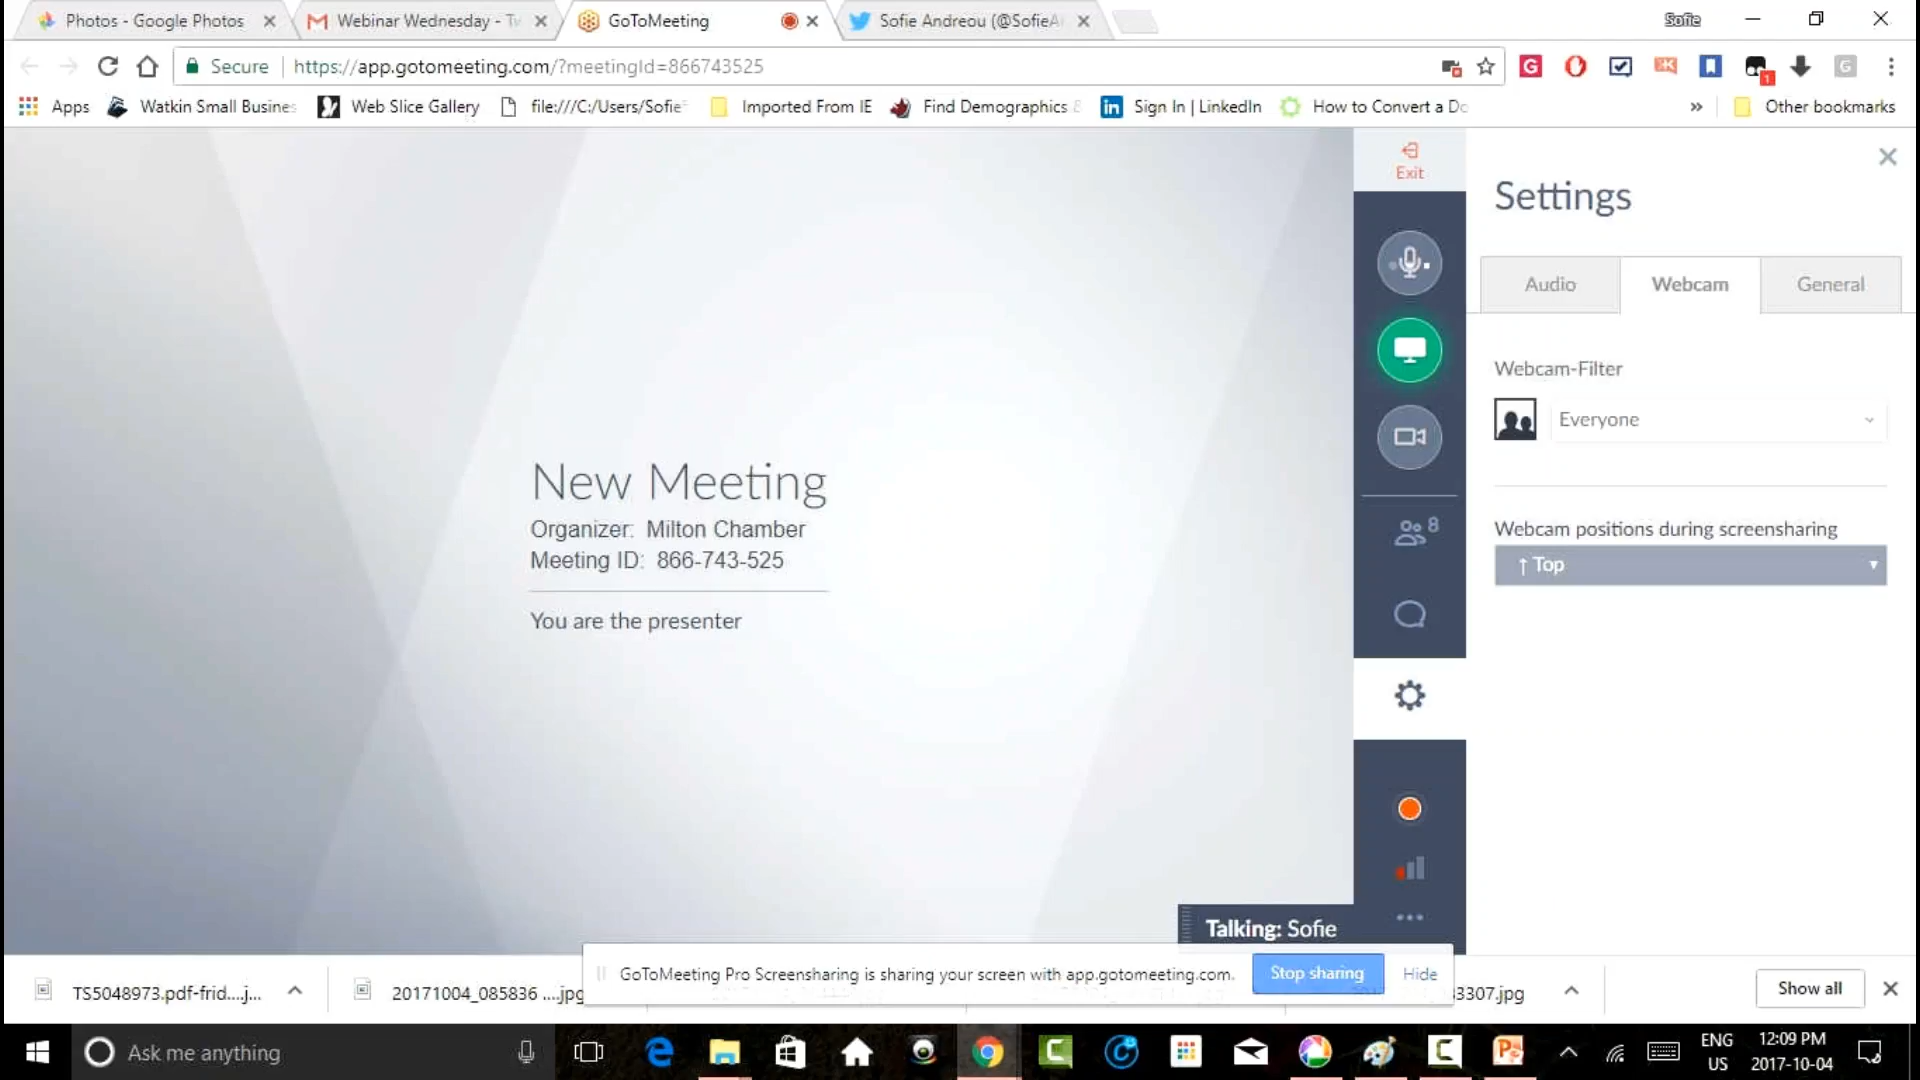 Photos - Google Photos
Webinar Wednesday - Tw
GoToMeeting
Sofie Andreou (@SofieA
Sofie
Secure
https://app.gotomeeting.com/?meetingId=866743525
1
Apps
Watkin Small Busines
Web Slice Gallery
file:///C:/Users/Sofie
Imported From IE
Find Demographics &
in
Sign In | LinkedIn
How to Convert a Do
»
Other bookmarks
Exit
Settings
Audio
Webcam
General
Webcam-Filter
Everyone
8
Webcam positions during screensharing
↑ Top
New Meeting
Organizer: Milton Chamber
Meeting ID: 866-743-525
You are the presenter
Talking: Sofie
GoToMeeting Pro Screensharing is sharing your screen with app.gotomeeting.com.
Stop sharing
Hide
TS5048973.pdf-frid....j...
20171004_085836 ....jpg
3307.jpg
Show all
Ask me anything
ENG
US
12:09 PM
2017-10-04